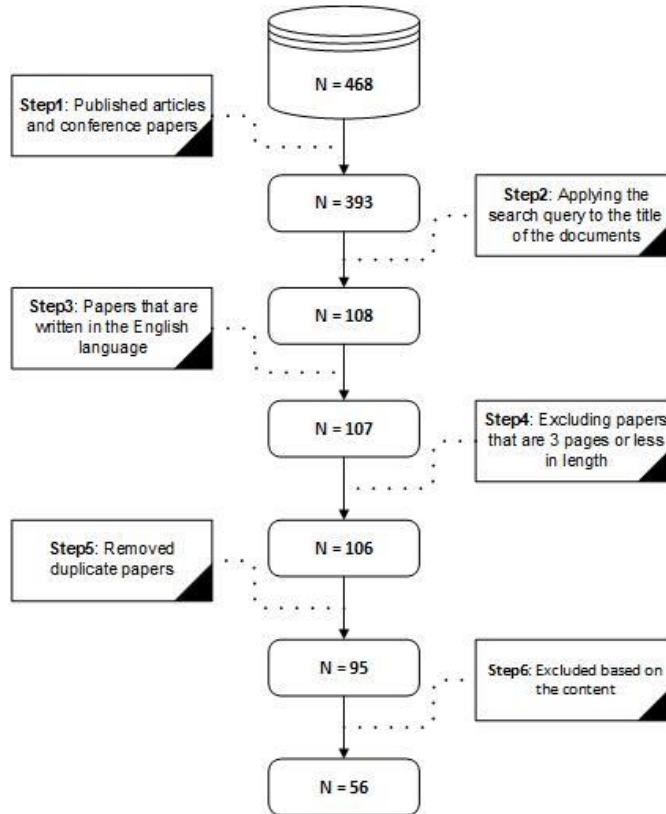 N = 468
Step1: Published articles
and conference papers
N = 393
Step2: Applying the
search query to the title
of the documents
N = 108
Step3: Papers that are
written in the English
language
N = 107
Step4: Excluding papers
that are 3 pages or less
in length
N = 106
Step5: Removed
duplicate papers
N = 95
Step6: Excluded based on
the content
N = 56